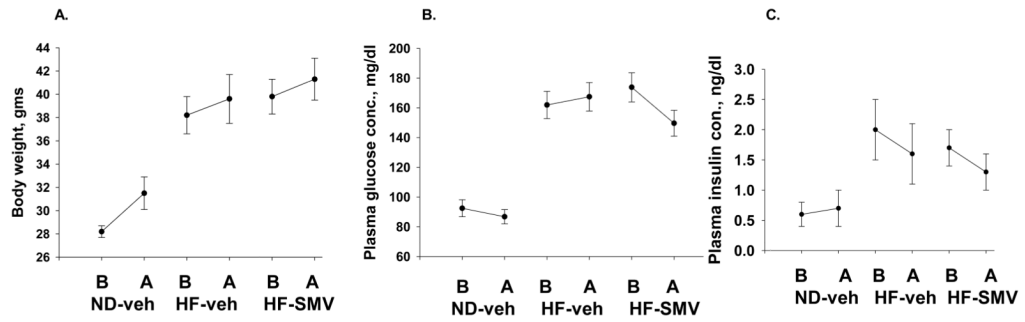 A.
Body weight, gms
44
42
40
38
36
34
32
30
28
26
B A B A B A
ND-veh HF-veh HF-SMV
B.
Plasma glucose conc., mg/dl
200
180
160
140
120
100
80
60
B A B A B A
ND-veh HF-veh HF-SMV
C.
Plasma insulin con., ng/dl
3.0
2.5
2.0
1.5
1.0
0.5
0.0
B A B A B A
ND-veh HF-veh HF-SMV